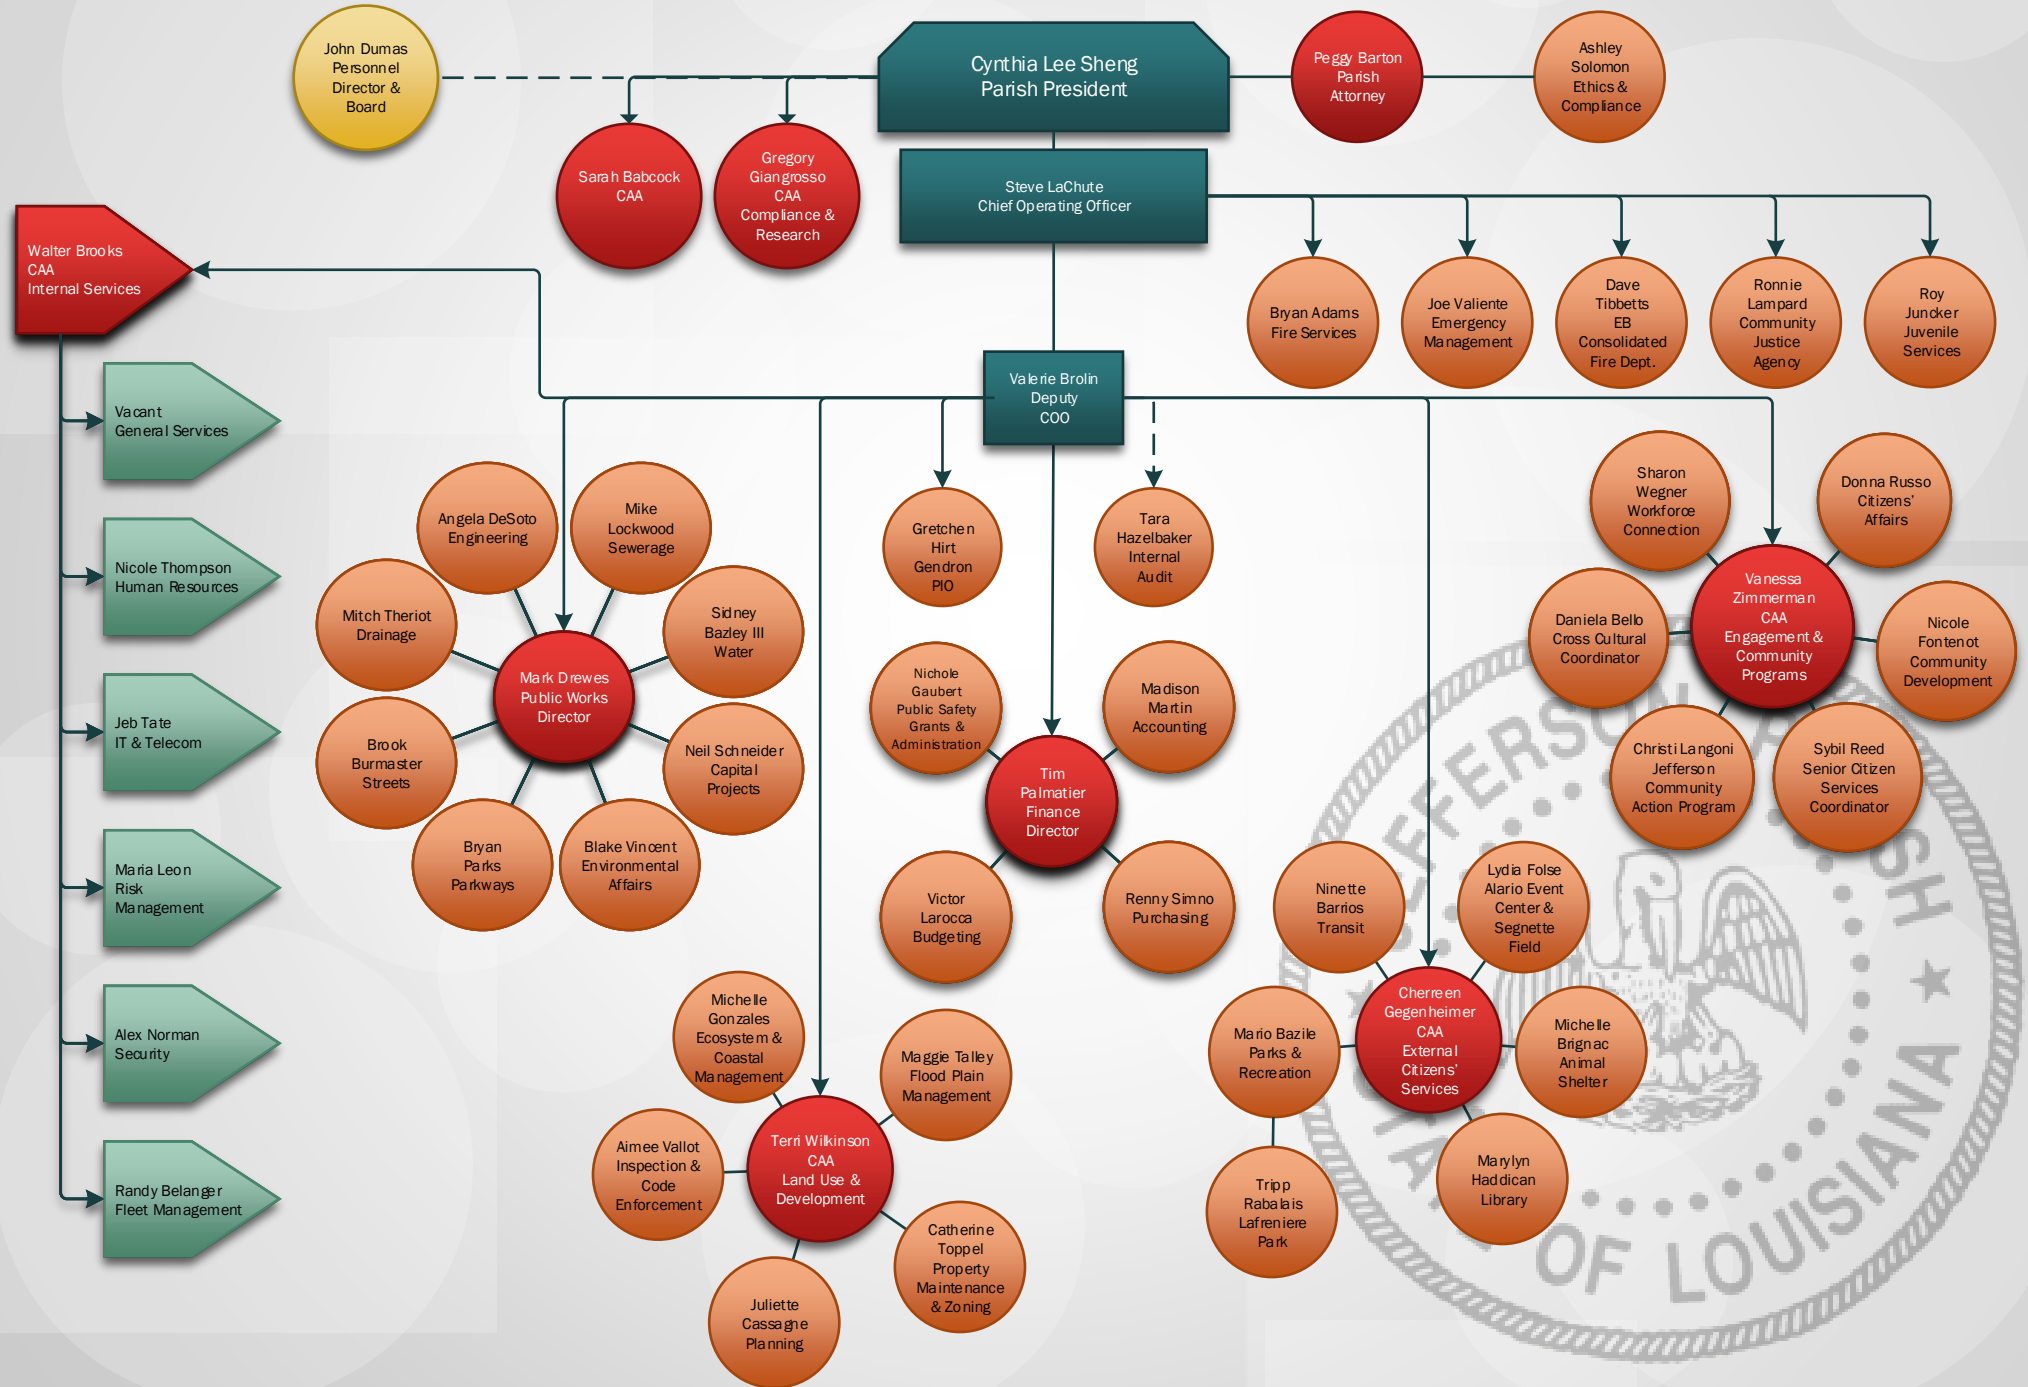 John Dumas
Personnel
Director &
Board
Cynthia Lee Sheng
Parish President
Peggy Barton
Parish
Attorney
Ashley
Solomon
Ethics &
Compliance
Sarah Babcock
CAA
Gregory
Giangrosso
CAA
Compliance &
Research
Steve LaChute
Chief Operating Officer
Walter Brooks
CAA
Internal Services
Bryan Adams
Fire Services
Joe Valiente
Emergency
Management
Dave
Tibbetts
EB
Consolidated
Fire Dept.
Ronnie
Lampard
Community
Justice
Agency
Roy
Juncker
Juvenile
Services
Valerie Brolin
Deputy
COO
Vacant
General Services
Nicole Thompson
Human Resources
Jeb Tate
IT & Telecom
Maria Leon
Risk
Management
Alex Norman
Security
Randy Belanger
Fleet Management
Angela DeSoto
Engineering
Mike
Lockwood
Sewerage
Mitch Theriot
Drainage
Sidney
Bazley III
Water
Mark Drewes
Public Works
Director
Brook
Burmaster
Streets
Neil Schneider
Capital
Projects
Bryan
Parks
Parkways
Blake Vincent
Environmental
Affairs
Gretchen
Hirt
Gendron
PIO
Tara
Hazelbaker
Internal
Audit
Nichole
Gaubert
Public Safety
Grants &
Administration
Madison
Martin
Accounting
Tim
Palmatier
Finance
Director
Victor
Larocca
Budgeting
Renny Simno
Purchasing
Sharon
Wegner
Workforce
Connection
Donna Russo
Citizens’
Affairs
Daniela Bello
Cross Cultural
Coordinator
Vanessa
Zimmerman
CAA
Engagement &
Community
Programs
Nicole
Fontenot
Community
Development
Christi Langoni
Jefferson
Community
Action Program
Sybil Reed
Senior Citizen
Services
Coordinator
Ninette
Barrios
Transit
Lydia Folse
Alario Event
Center &
Segnette
Field
Mario Bazile
Parks &
Recreation
Cherreen
Gegenheimer
CAA
External
Citizens’
Services
Michelle
Brignac
Animal
Shelter
Tripp
Rabalais
Lafreniere
Park
Marylyn
Haddican
Library
Michelle
Gonzales
Ecosystem &
Coastal
Management
Maggie Talley
Flood Plain
Management
Aimee Vallot
Inspection &
Code
Enforcement
Terri Wilkinson
CAA
Land Use &
Development
Catherine
Toppel
Property
Maintenance
& Zoning
Juliette
Cassagne
Planning
OF LOUISIANA